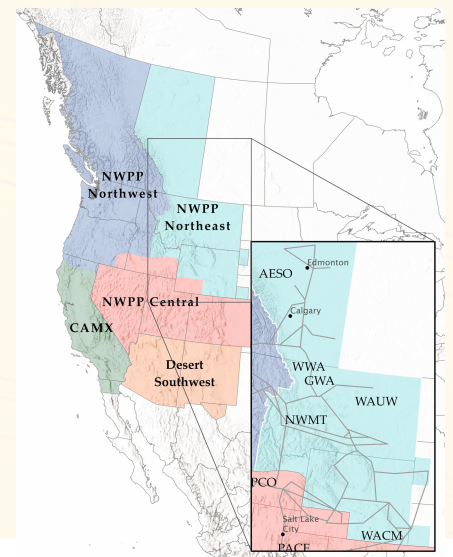 NWPP
Northwest
NWPP
Northeast
NWPP Central
CAMX
Desert
Southwest
AESO
Edmonton
Calgary
WWA
GWA
WAUW
NWMT
PCO
Salt Lake
City
WACM
PACE